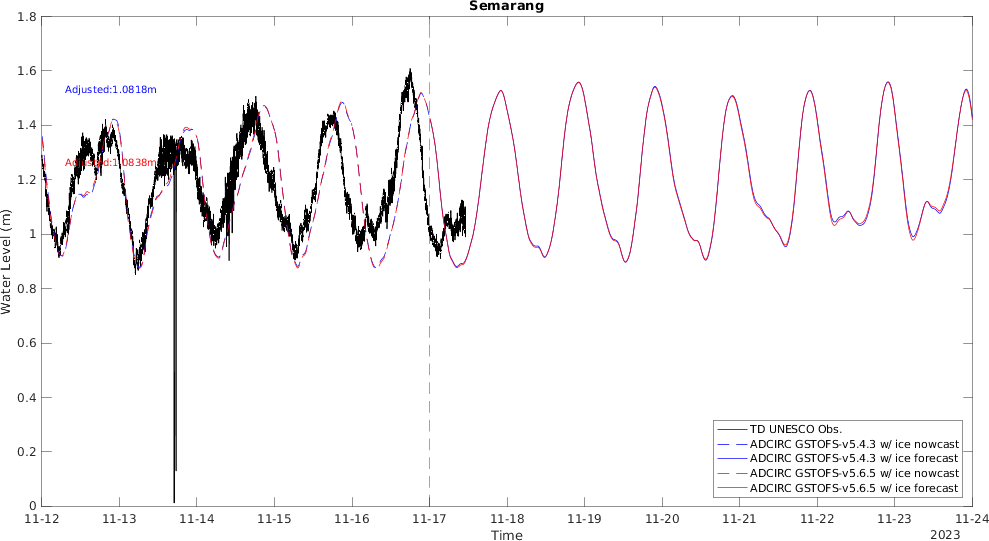 Semarang
1.8
1.6
1.4
1.2
1
0.8
0.6
0.4
0.2
0
Water Level (m)
Adjusted:1.0818m
Adjusted:1.0838m
TD UNESCO Obs.
ADCIRC GSTOFS-v5.4.3 w/ ice nowcast
ADCIRC GSTOFS-v5.4.3 w/ ice forecast
ADCIRC GSTOFS-v5.6.5 w/ ice nowcast
ADCIRC GSTOFS-v5.6.5 w/ ice forecast
11-12 11-13 11-14 11-15 11-16 11-17 11-18 11-19 11-20 11-21 11-22 11-23 11-24
Time
2023